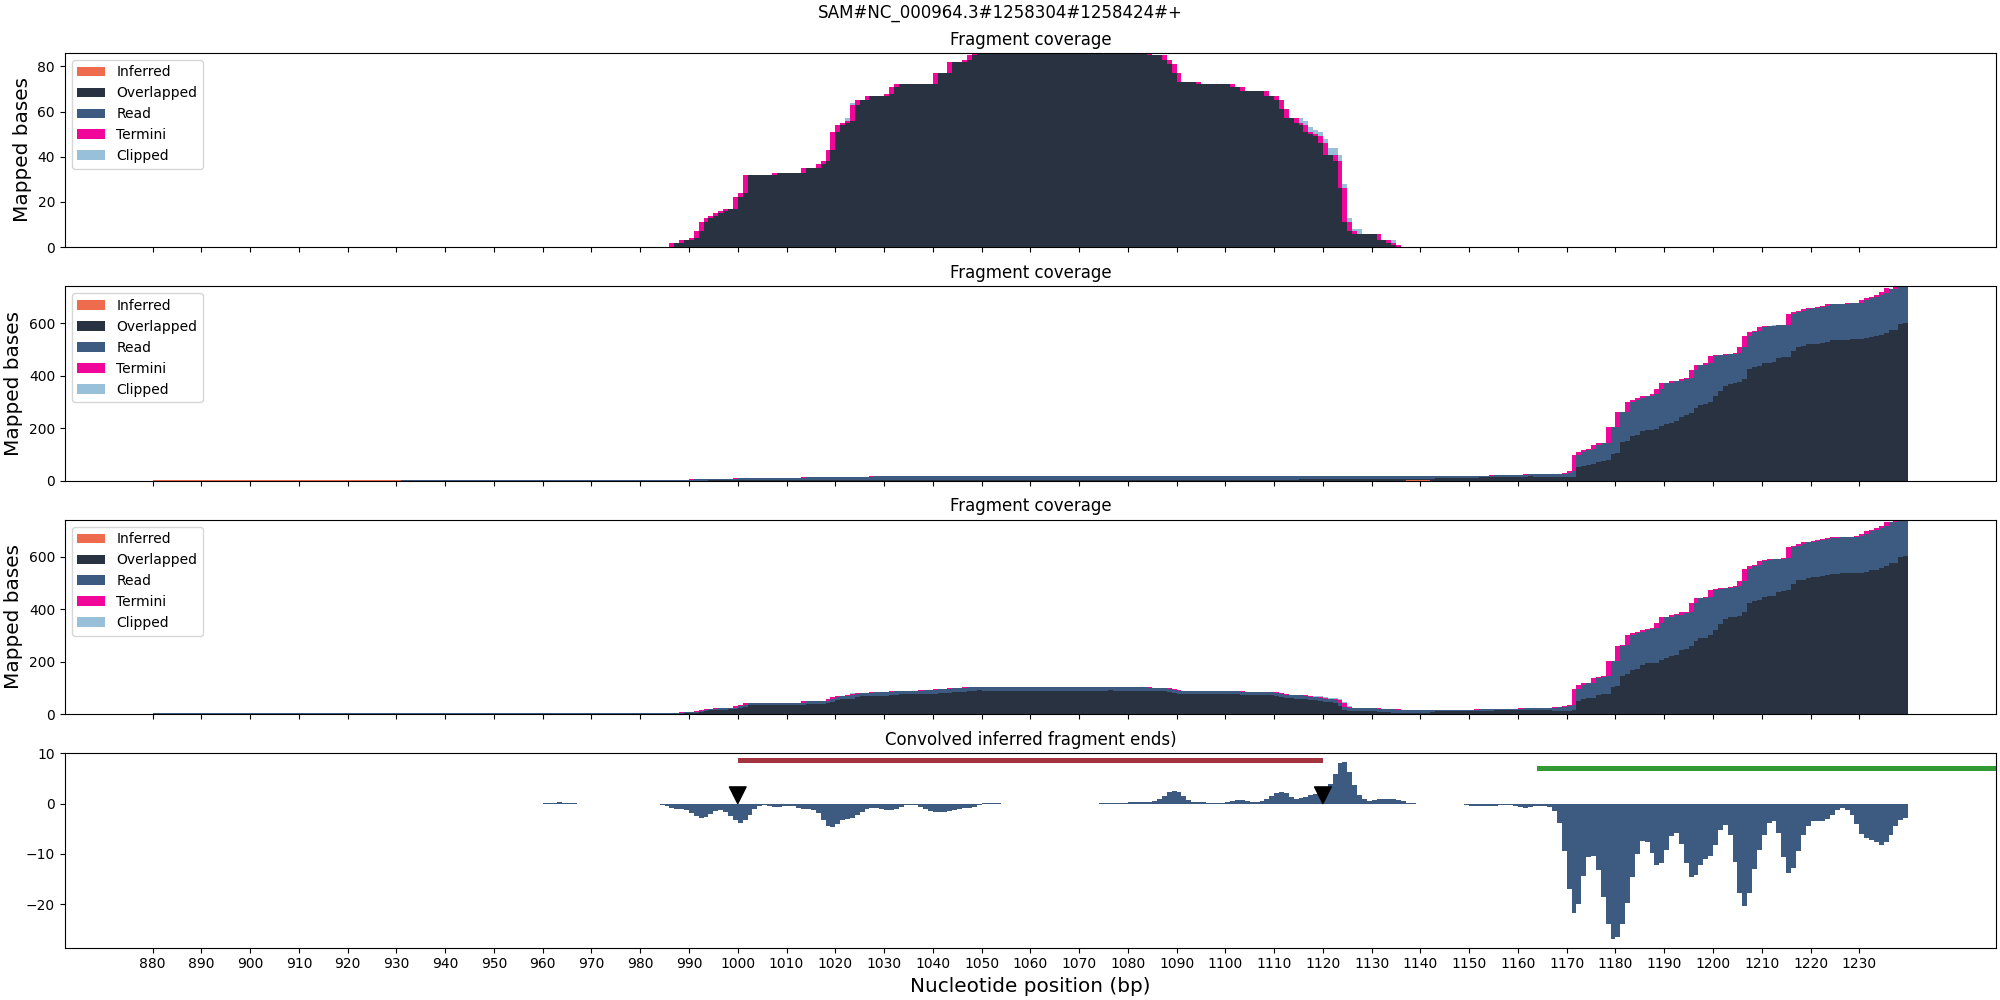 SAM#NC_000964.3#1258304#1258424#+
Fragment coverage
Mapped bases
80
60
40
20
0
Inferred
Overlapped
Read
Termini
Clipped
Fragment coverage
Mapped bases
600
400
200
0
Inferred
Overlapped
Read
Termini
Clipped
Fragment coverage
Mapped bases
600
400
200
0
Inferred
Overlapped
Read
Termini
Clipped
Convolved inferred fragment ends)
10
0
−10
−20
880 890 900 910 920 930 940 950 960 970 980 990 1000 1010 1020 1030 1040 1050 1060 1070 1080 1090 1100 1110 1120 1130 1140 1150 1160 1170 1180 1190 1200 1210 1220 1230
Nucleotide position (bp)